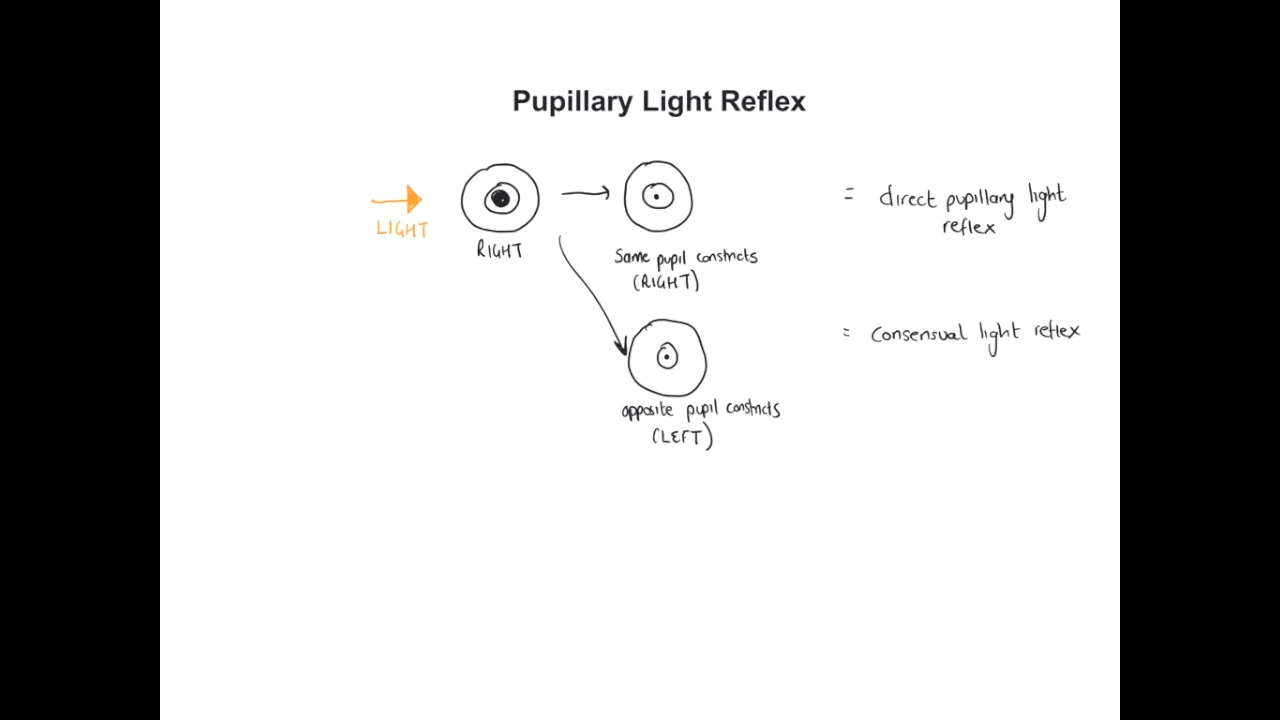 Pupillary Light Reflex
LIGHT
RIGHT
Same pupil constricts
(RIGHT)
= direct pupillary light
reflex
opposite pupil constricts
(LEFT)
= consensual light reflex